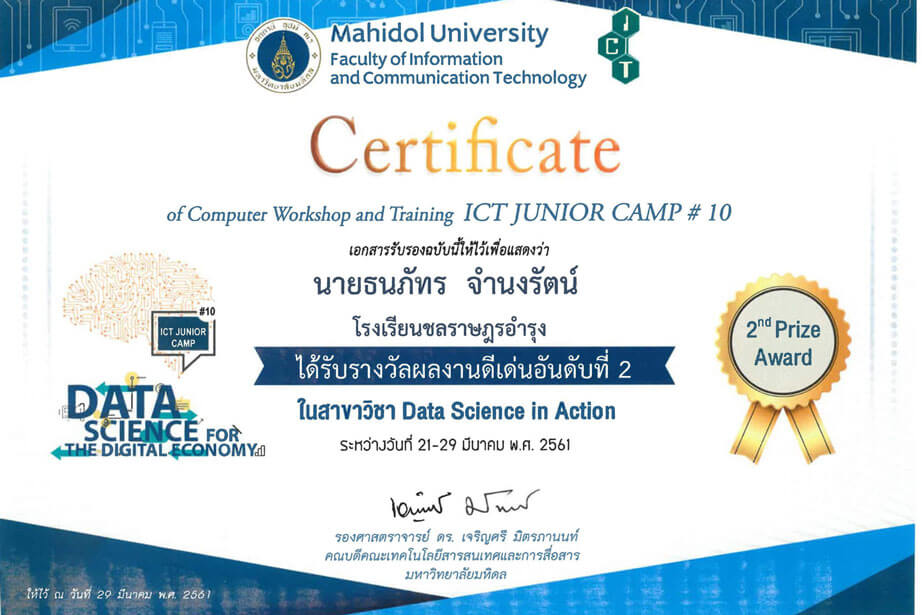 Mahidol University
Faculty of Information
and Communication Technology
I
C
T
Certificate
of Computer Workshop and Training ICT JUNIOR CAMP # 10
เอกสารรับรองฉบับนี้ให้ไว้เพื่อแสดงว่า
นายธนภัทร จำนงรัตน์
โรงเรียนชลราษฎรอำรุง
ได้รับรางวัลผลงานดีเด่นอันดับที่ 2
ในสาขาวิชา Data Science in Action
ระหว่างวันที่ 21-29 มีนาคม พ.ศ. 2561
#10
ICT JUNIOR
CAMP
DATA
SCIENCE FOR
THE DIGITAL ECONOMY
2nd Prize
Award
รองศาสตราจารย์ ดร. เจริญศรี มิตรภานนท์
คณบดีคณะเทคโนโลยีสารสนเทศและการสื่อสาร
มหาวิทยาลัยมหิดล
ให้ไว้ ณ วันที่ 29 มีนาคม พ.ศ. 2561